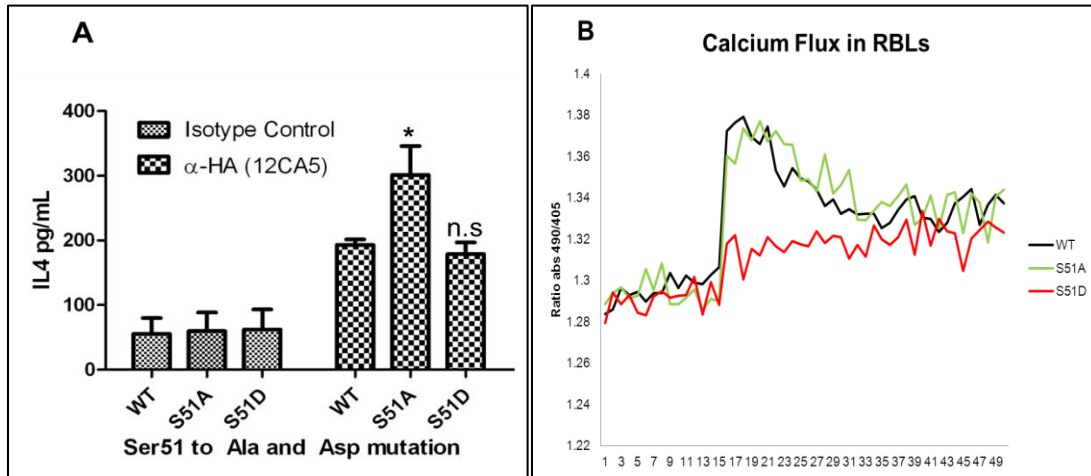 A
400
300
200
100
0
IL4 pg/mL
Isotype Control
α-HA (12CA5)
*
n.s
WT
S51A
S51D
WT
S51A
S51D
Ser51 to Ala and Asp mutation
B
Calcium Flux in RBLs
1.4
1.38
1.36
1.34
1.32
1.3
1.28
1.26
1.24
1.22
Ratio abs 490/405
1 3 5 7 9 11 13 15 17 19 21 23 25 27 29 31 33 35 37 39 41 43 45 47 49
WT
S51A
S51D